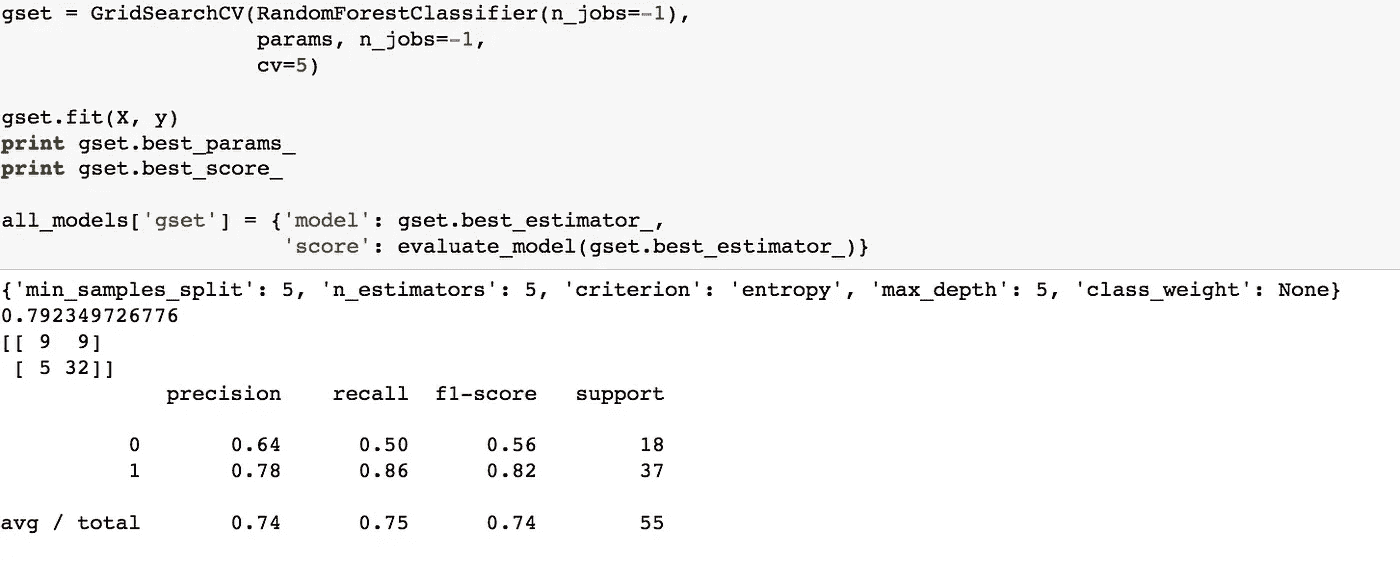 gset = GridSearchCV(RandomForestClassifier(n_jobs=-1),
                    params, n_jobs=-1,
                    cv=5)

gset.fit(X, y)
print gset.best_params_
print gset.best_score_

all_models['gset'] = {'model': gset.best_estimator_,
                      'score': evaluate_model(gset.best_estimator_)}
{'min_samples_split': 5, 'n_estimators': 5, 'criterion': 'entropy', 'max_depth': 5, 'class_weight': None}
0.792349726776
[[ 9  9]
 [ 5 32]]
             precision    recall  f1-score   support

          0       0.64      0.50      0.56        18
          1       0.78      0.86      0.82        37

avg / total       0.74      0.75      0.74        55